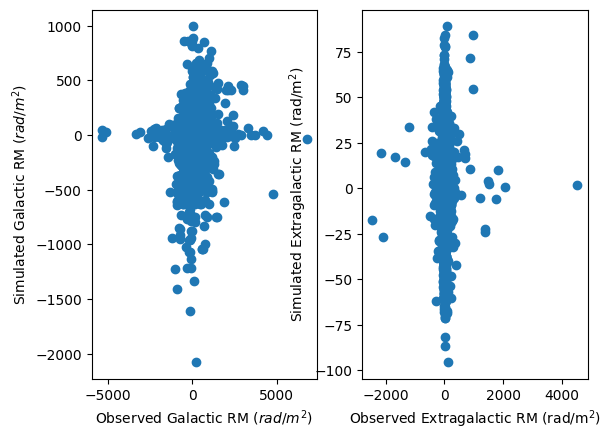 Simulated Galactic RM (rad/m²)
1000
500
0
−500
−1000
−1500
−2000
−5000 0 5000
Observed Galactic RM (rad/m²)
Simulated Extragalactic RM (rad/m²)
75
50
25
0
−25
−50
−75
−100
−2000 0 2000 4000
Observed Extragalactic RM (rad/m²)